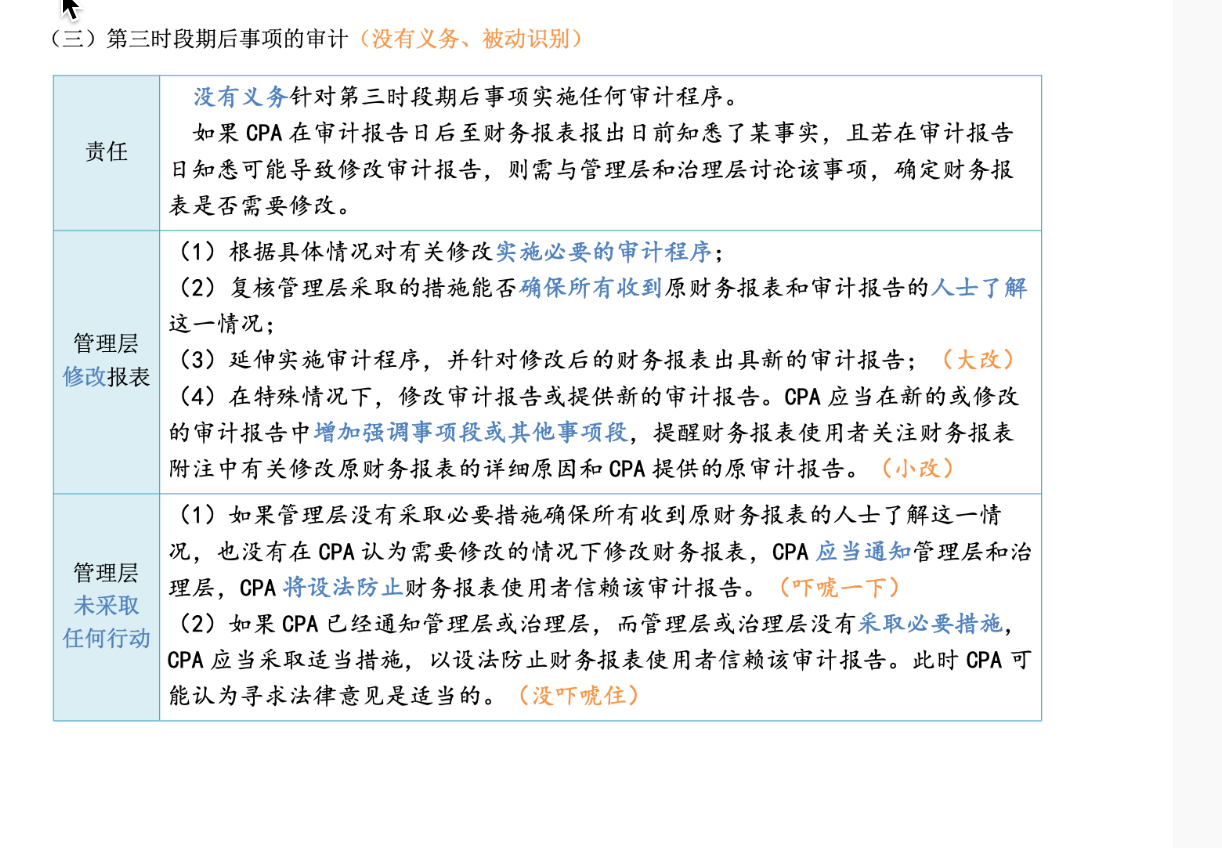 （三）第三时段期后事项的审计（没有义务、被动识别）
责任
没有义务针对第三时段期后事项实施任何审计程序。
如果 CPA 在审计报告日后至财务报表报出日前知悉了某事实，且若在审计报告
日知悉可能导致修改审计报告，则需与管理层和治理层讨论该事项，确定财务报
表是否需要修改。
管理层
修改报表
（1）根据具体情况对有关修改实施必要的审计程序；
（2）复核管理层采取的措施能否确保所有收到原财务报表和审计报告的人士了解
这一情况；
（3）延伸实施审计程序，并针对修改后的财务报表出具新的审计报告；（大改）
（4）在特殊情况下，修改审计报告或提供新的审计报告。CPA 应当在新的或修改
的审计报告中增加强调事项段或其他事项段，提醒财务报表使用者关注财务报表
附注中有关修改原财务报表的详细原因和 CPA 提供的原审计报告。（小改）
管理层
未采取
任何行动
（1）如果管理层没有采取必要措施确保所有收到原财务报表的人士了解这一情
况，也没有在 CPA 认为需要修改的情况下修改财务报表，CPA 应当通知管理层和治
理层，CPA 将设法防止财务报表使用者信赖该审计报告。（吓唬一下）
（2）如果 CPA 已经通知管理层或治理层，而管理层或治理层没有采取必要措施，
CPA 应当采取适当措施，以设法防止财务报表使用者信赖该审计报告。此时 CPA 可
能认为寻求法律意见是适当的。（没吓唬住）